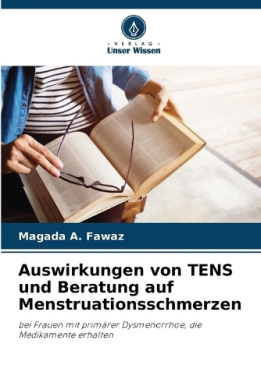 - VERLAG -
Unser Wissen
Magada A. Fawaz
Auswirkungen von TENS
und Beratung auf
Menstruationsschmerzen
bei Frauen mit primärer Dysmenorrhoe, die
Medikamente erhalten